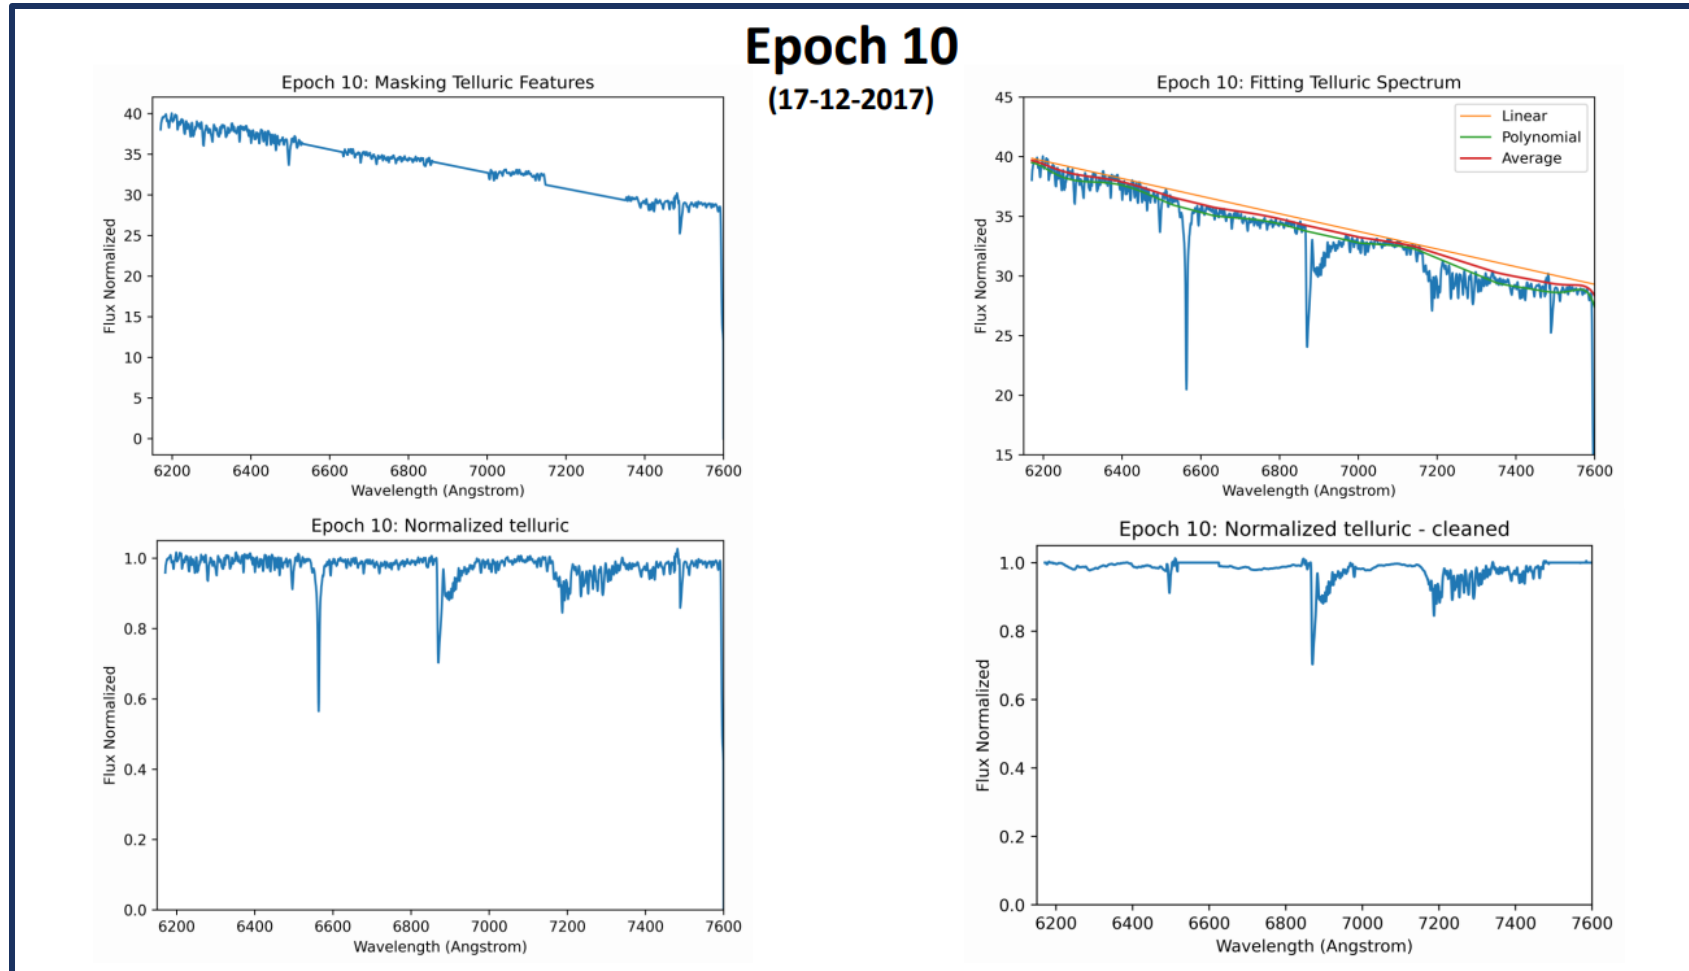 Epoch 10
(17-12-2017)
Epoch 10: Masking Telluric Features
40
35
30
25
20
15
10
5
0
Flux Normalized
6200 6400 6600 6800 7000 7200 7400 7600
Wavelength (Angstrom)
Epoch 10: Fitting Telluric Spectrum
Linear
Polynomial
Average
45
40
35
30
25
20
15
Flux Normalized
6200 6400 6600 6800 7000 7200 7400 7600
Wavelength (Angstrom)
Epoch 10: Normalized telluric
1.0
0.8
0.6
0.4
0.2
0.0
Flux Normalized
6200 6400 6600 6800 7000 7200 7400 7600
Wavelength (Angstrom)
Epoch 10: Normalized telluric - cleaned
1.0
0.8
0.6
0.4
0.2
0.0
Flux Normalized
6200 6400 6600 6800 7000 7200 7400 7600
Wavelength (Angstrom)